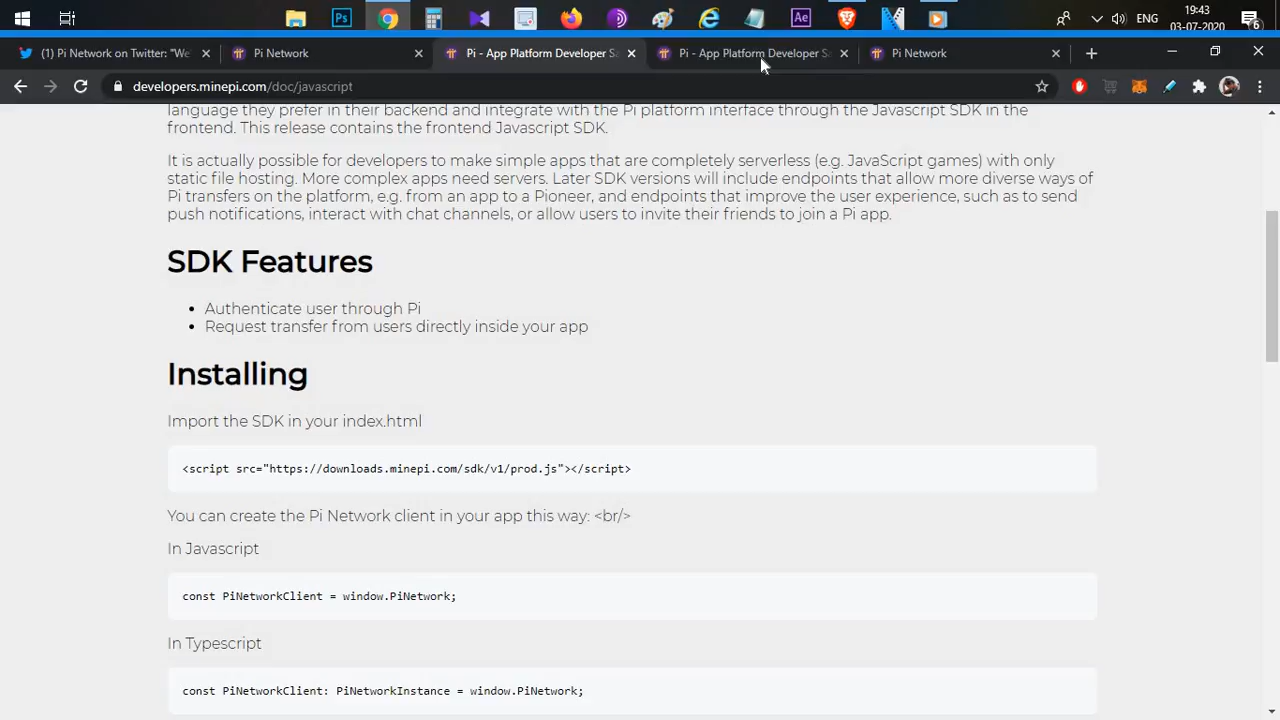 Ps
Ae
ENG
19:43
03-07-2020
6
(1) Pi Network on Twitter: "We
Pi Network
Pi - App Platform Developer Sa
Pi - App Platform Developer Sa
Pi Network
developers.minepi.com/doc/javascript
language they prefer in their backend and integrate with the Pi platform interface through the Javascript SDK in the
frontend. This release contains the frontend Javascript SDK.
It is actually possible for developers to make simple apps that are completely serverless (e.g. JavaScript games) with only
static file hosting. More complex apps need servers. Later SDK versions will include endpoints that allow more diverse ways of
Pi transfers on the platform, e.g. from an app to a Pioneer, and endpoints that improve the user experience, such as to send
push notifications, interact with chat channels, or allow users to invite their friends to join a Pi app.
SDK Features
• Authenticate user through Pi
• Request transfer from users directly inside your app
Installing
Import the SDK in your index.html
<script src="https://downloads.minepi.com/sdk/v1/prod.js"></script>
You can create the Pi Network client in your app this way: <br/>
In Javascript
const PiNetworkClient = window.PiNetwork;
In Typescript
const PiNetworkClient: PiNetworkInstance = window.PiNetwork;